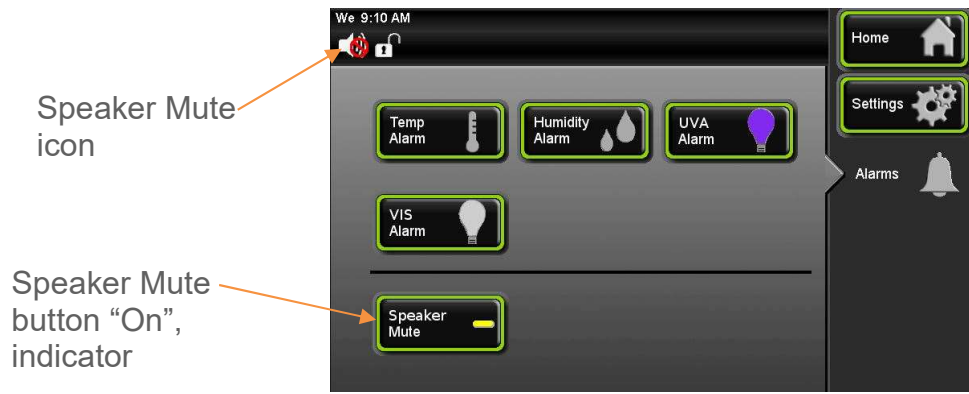 We 9:10 AM
Home
Speaker Mute
icon
Temp
Alarm
Humidity
Alarm
UVA
Alarm
Settings
Alarms
VIS
Alarm
Speaker Mute
button “On”,
indicator
Speaker
Mute